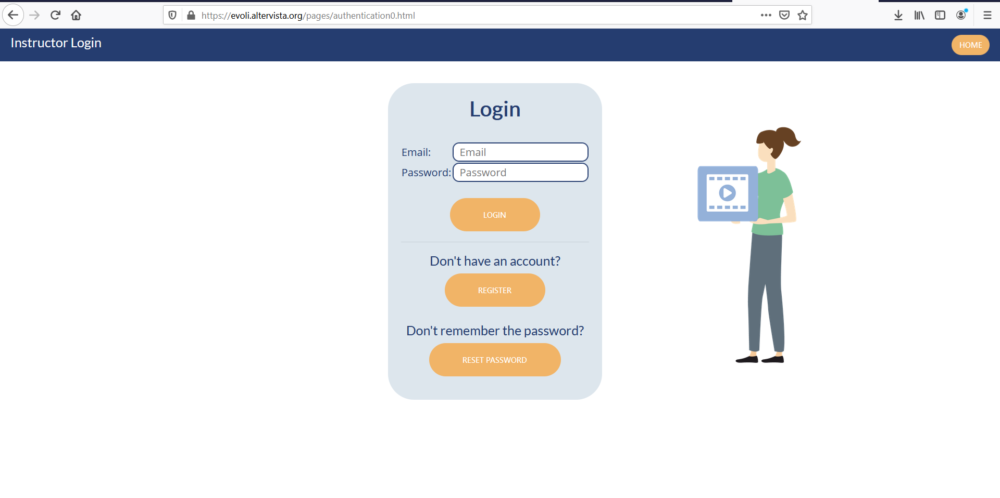 https://evoli.altervista.org/pages/authentication0.html
Instructor Login
HOME
Login
Email: Email
Password: Password
LOGIN
Don't have an account?
REGISTER
Don't remember the password?
RESET PASSWORD